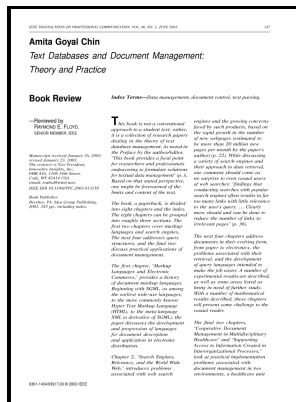 IEEE TRANSACTIONS ON PROFESSIONAL COMMUNICATION, VOL. 46, NO. 2, JUNE 2003 147
Amita Goyal Chin
Text Databases and Document Management:
Theory and Practice
Book Review
—Reviewed by
RAYMOND E. FLOYD,
SENIOR MEMBER, IEEE
Manuscript received January 16, 2003;
revised January 23, 2003.
The reviewer is Vice President,
Innovative Insights, Inc.,
IEEE DOI 10.1109/TPC.2003.813156
Book Publisher:
Hershey, PA: Idea Group Publishing,
2001, 243 pp., including index.
Index Terms—Data management, document control, text parsing.
This book is not a conventional
approach to a student text: rather,
it is a collection of research papers
dealing in the theory of text
database management. As noted in
the Preface by the author/editor:
"This book provides a focal point
for researchers and professionals
endeavoring to formulate solutions
for textual data management" (p. i).
Based on that stated premise,
one might be forewarned of the
limits and content of the text.
The book, a paperback, is divided
into eight chapters and the index.
The eight chapters can be grouped
into roughly three sections. The
first two chapters cover markup
languages and search engines.
The next four address query
structures, and the final two
discuss practical applications of
document management.
The first chapter, "Markup
Languages and Electronic
Commerce," provides a history
of document markup languages.
Beginning with SGML, as among
the earliest wide-use languages,
to the more commonly known
Hyper Text Markup Language
(HTML), to the meta-language
XML (a derivative of SGML), the
paper discusses the development
and progression of languages
for document description
and application in electronic
distribution.
Chapter 2, "Search Engines,
Relevancy, and the World Wide
Web," introduces problems
associated with web search
engines and the growing concerns
faced by such products, based on
the rapid growth in the number
of new webpages (estimated to
be more than 20 million new
pages per month by the paper's
author) (p. 22). While discussing
a variety of search engines and
their approach to data retrieval,
one comment should come as
no surprise to even casual users
of web searches: "findings that
conducting searches with popular
search engines often results in far
too many links with little relevance
to the user's query, ... Clearly
more should and can be done to
reduce the number of links to
irrelevant pages" (p. 36).
The next four chapters address
documents in their evolving form,
from paper to electronics, the
problems associated with their
retrieval, and the development
of query languages intended to
make the job easier. A number of
experimental results are described,
as well as some areas listed as
being in need of further study.
With a number of mathematical
results described, these chapters
will present some challenge to the
casual reader.
The final two chapters,
"Cooperative Document
Management in Multidisciplinary
Healthcare" and "Supporting
Access to Information Created in
Interorganizational Processes,"
look at practical implementation
problems associated with
document management in two
environments, a healthcare unit
0361-1434/03$17.00 © 2003 IEEE